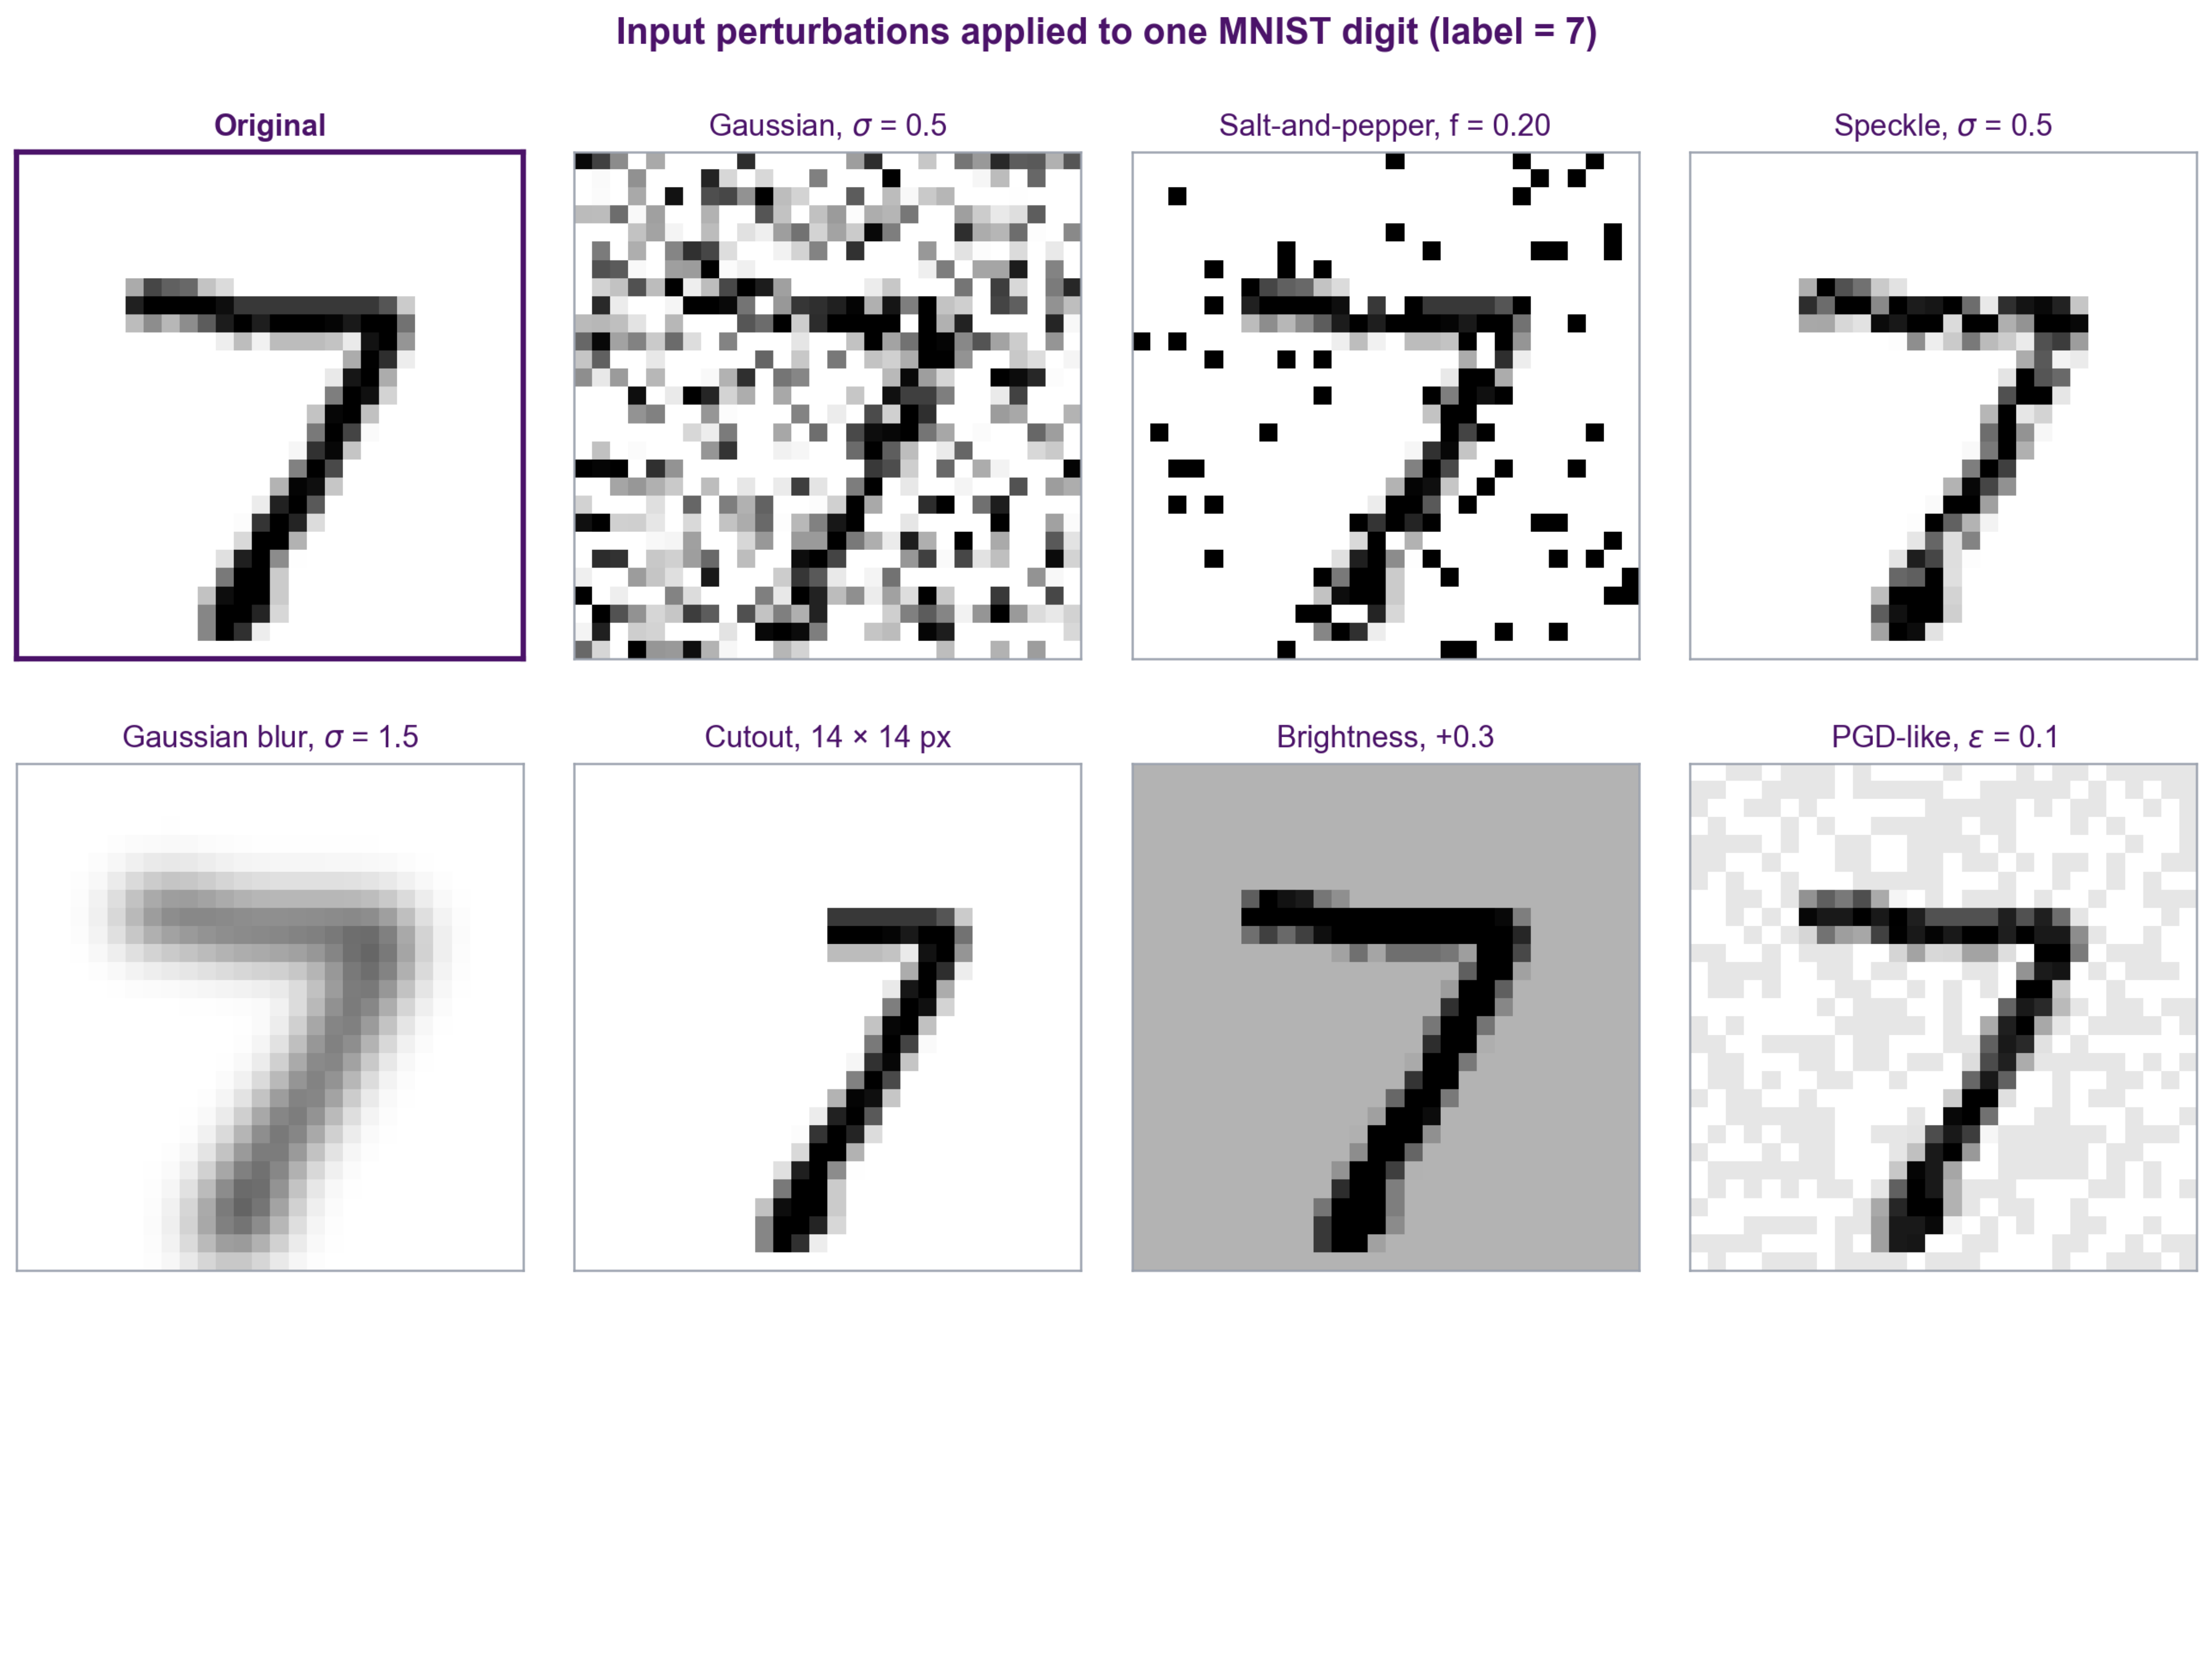 Input perturbations applied to one MNIST digit (label = 7)
Original
Gaussian, σ = 0.5
Salt-and-pepper, f = 0.20
Speckle, σ = 0.5
Gaussian blur, σ = 1.5
Cutout, 14 × 14 px
Brightness, +0.3
PGD-like, ε = 0.1